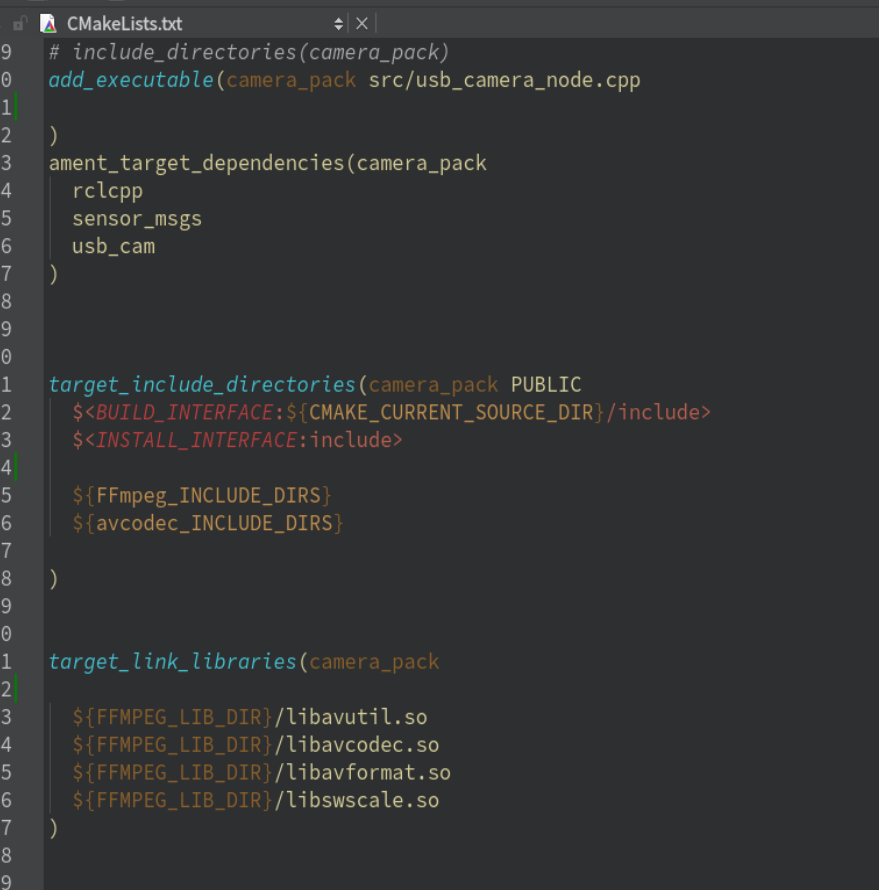 CMakeLists.txt
9 # include_directories(camera_pack)
0 add_executable(camera_pack src/usb_camera_node.cpp
1
2 )
3 ament_target_dependencies(camera_pack
4 rclcpp
5 sensor_msgs
6 usb_cam
7 )
8
9
0
1 target_include_directories(camera_pack PUBLIC
2 $<BUILD_INTERFACE:${CMAKE_CURRENT_SOURCE_DIR}/include>
3 $<INSTALL_INTERFACE:include>
4
5 ${FFmpeg_INCLUDE_DIRS}
6 ${avcodec_INCLUDE_DIRS}
7
8 )
9
0
1 target_link_libraries(camera_pack
2
3 ${FFMPEG_LIB_DIR}/libavutil.so
4 ${FFMPEG_LIB_DIR}/libavcodec.so
5 ${FFMPEG_LIB_DIR}/libavformat.so
6 ${FFMPEG_LIB_DIR}/libswscale.so
7 )
8
9